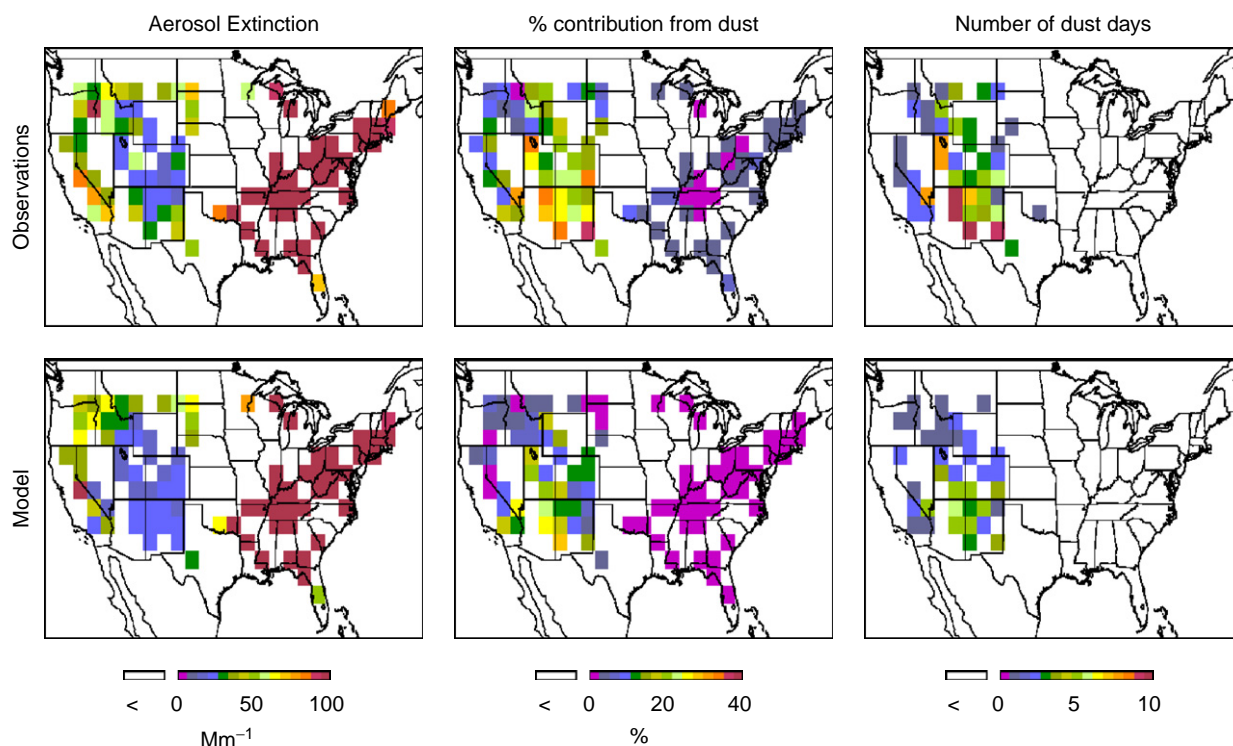 Aerosol Extinction
% contribution from dust
Number of dust days
Observations
Model
< 0 50 100
Mm−1
< 0 20 40
%
< 0 5 10